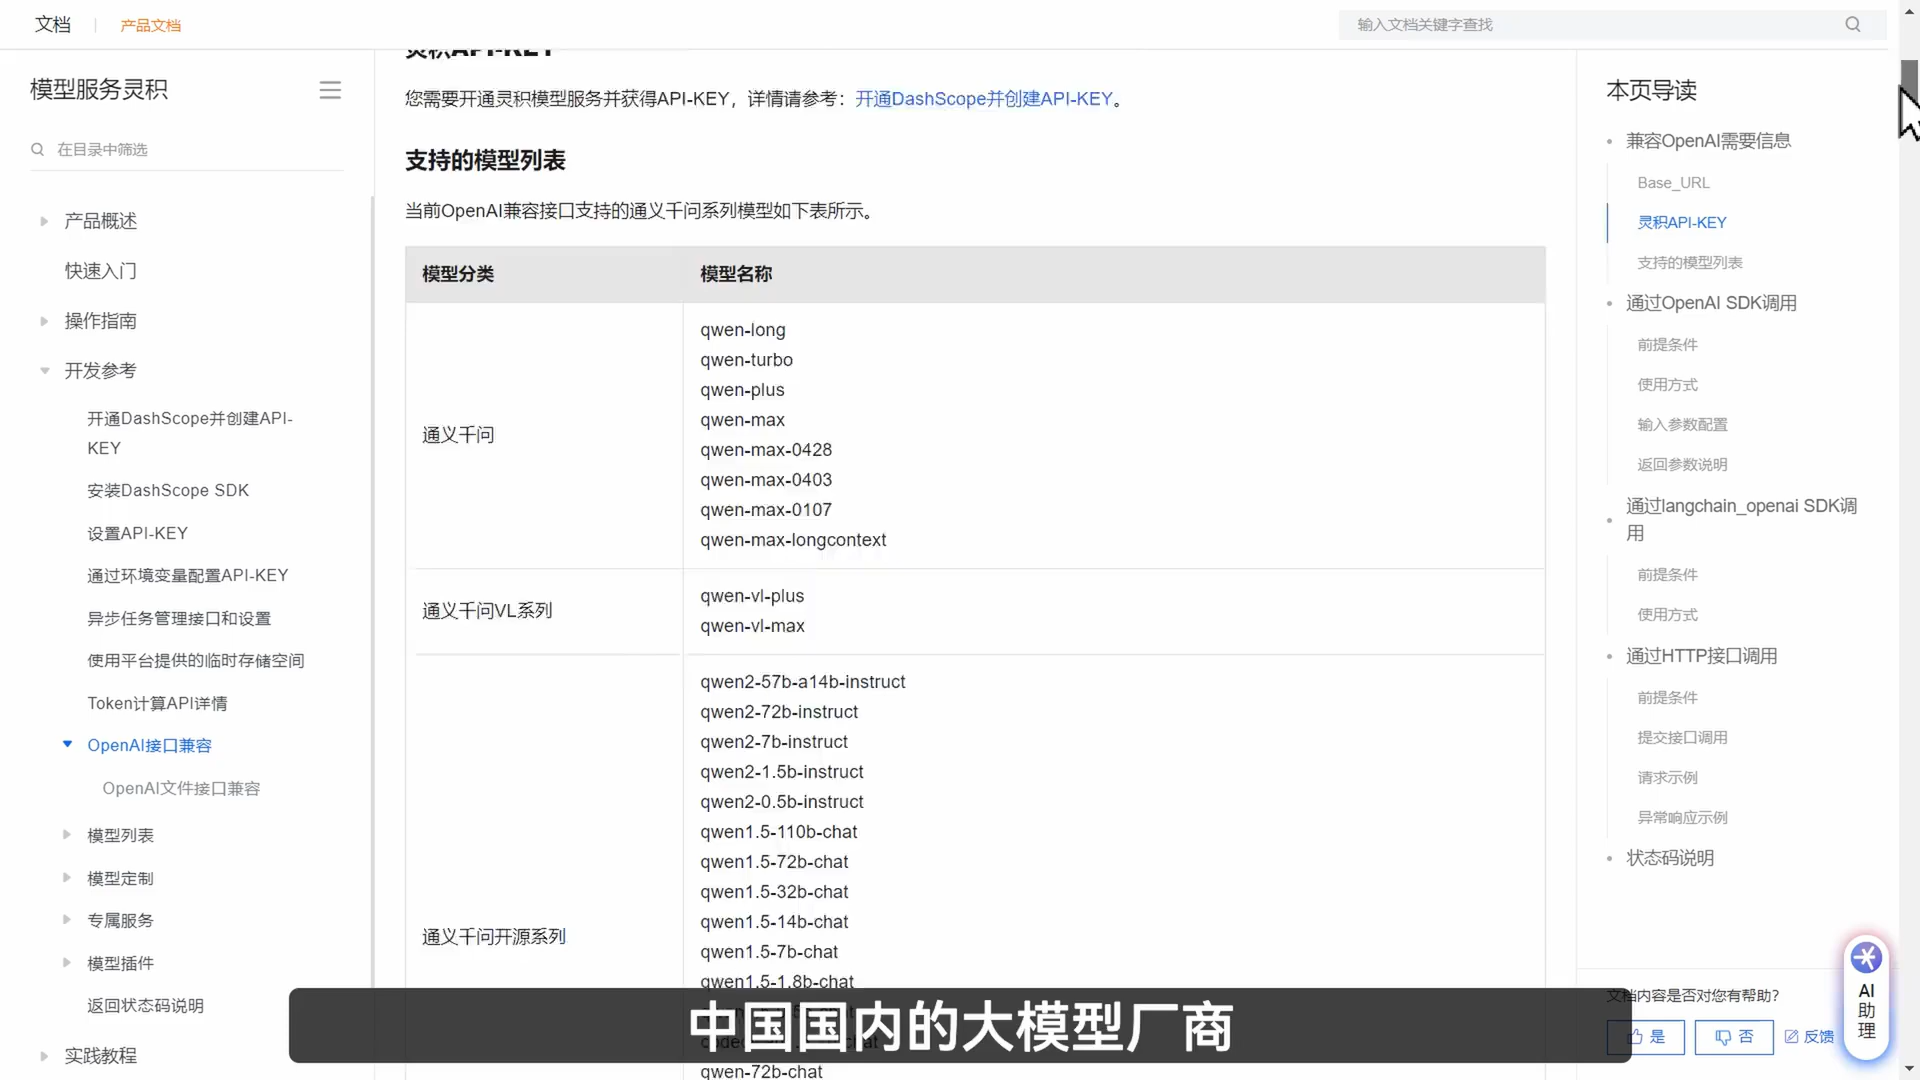 文档
产品文档
输入文档关键字查找
模型服务灵积
在目录中筛选
产品概述
快速入门
操作指南
开发参考
开通DashScope并创建API-
KEY
安装DashScope SDK
设置API-KEY
通过环境变量配置API-KEY
异步任务管理接口和设置
使用平台提供的临时存储空间
Token计算API详情
OpenAI接口兼容
OpenAI文件接口兼容
模型列表
模型定制
专属服务
模型插件
返回状态码说明
实践教程
灵积API-KEY
您需要开通灵积模型服务并获得API-KEY，详情请参考：开通DashScope并创建API-KEY。
支持的模型列表
当前OpenAI兼容接口支持的通义千问系列模型如下表所示。
模型分类
模型名称
通义千问
qwen-long
qwen-turbo
qwen-plus
qwen-max
qwen-max-0428
qwen-max-0403
qwen-max-0107
qwen-max-longcontext
通义千问VL系列
qwen-vl-plus
qwen-vl-max
通义千问开源系列
qwen2-57b-a14b-instruct
qwen2-72b-instruct
qwen2-7b-instruct
qwen2-1.5b-instruct
qwen2-0.5b-instruct
qwen1.5-110b-chat
qwen1.5-72b-chat
qwen1.5-32b-chat
qwen1.5-14b-chat
qwen1.5-7b-chat
qwen1.5-1.8b-chat
qwen-72b-chat
中国国内的大模型厂商
本页导读
兼容OpenAI需要信息
Base_URL
灵积API-KEY
支持的模型列表
通过OpenAI SDK调用
前提条件
使用方式
输入参数配置
返回参数说明
通过langchain_openai SDK调
用
前提条件
使用方式
通过HTTP接口调用
前提条件
提交接口调用
请求示例
异常响应示例
状态码说明
文档内容是否对您有帮助?
是
否
反馈
AI
助
理